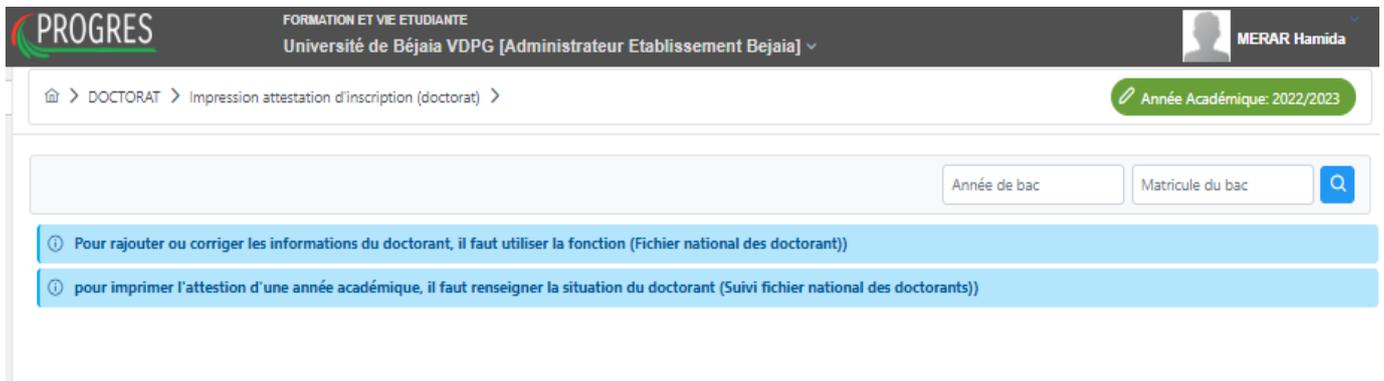 PROGRES
FORMATION ET VIE ETUDIANTE
Université de Béjaia VDPG [Administrateur Etablissement Bejaia]
MERAR Hamida
DOCTORAT > Impression attestation d'inscription (doctorat) >
Année Académique: 2022/2023
Année de bac
Matricule du bac
Pour rajouter ou corriger les informations du doctorant, il faut utiliser la fonction (Fichier national des doctorant))
pour imprimer l'attestion d'une année académique, il faut renseigner la situation du doctorant (Suivi fichier national des doctorants))